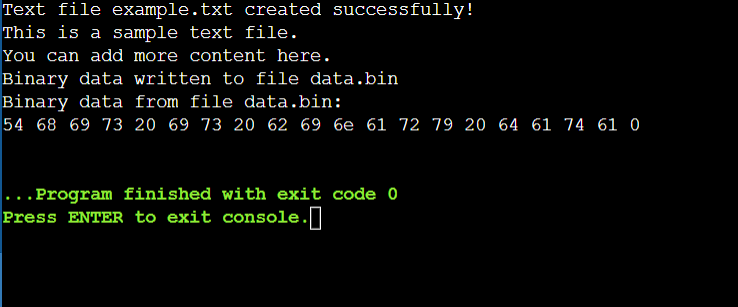 Text file example.txt created successfully!
This is a sample text file.
You can add more content here.
Binary data written to file data.bin
Binary data from file data.bin:
54 68 69 73 20 69 73 20 62 69 6e 61 72 79 20 64 61 74 61 0
...Program finished with exit code 0
Press ENTER to exit console.